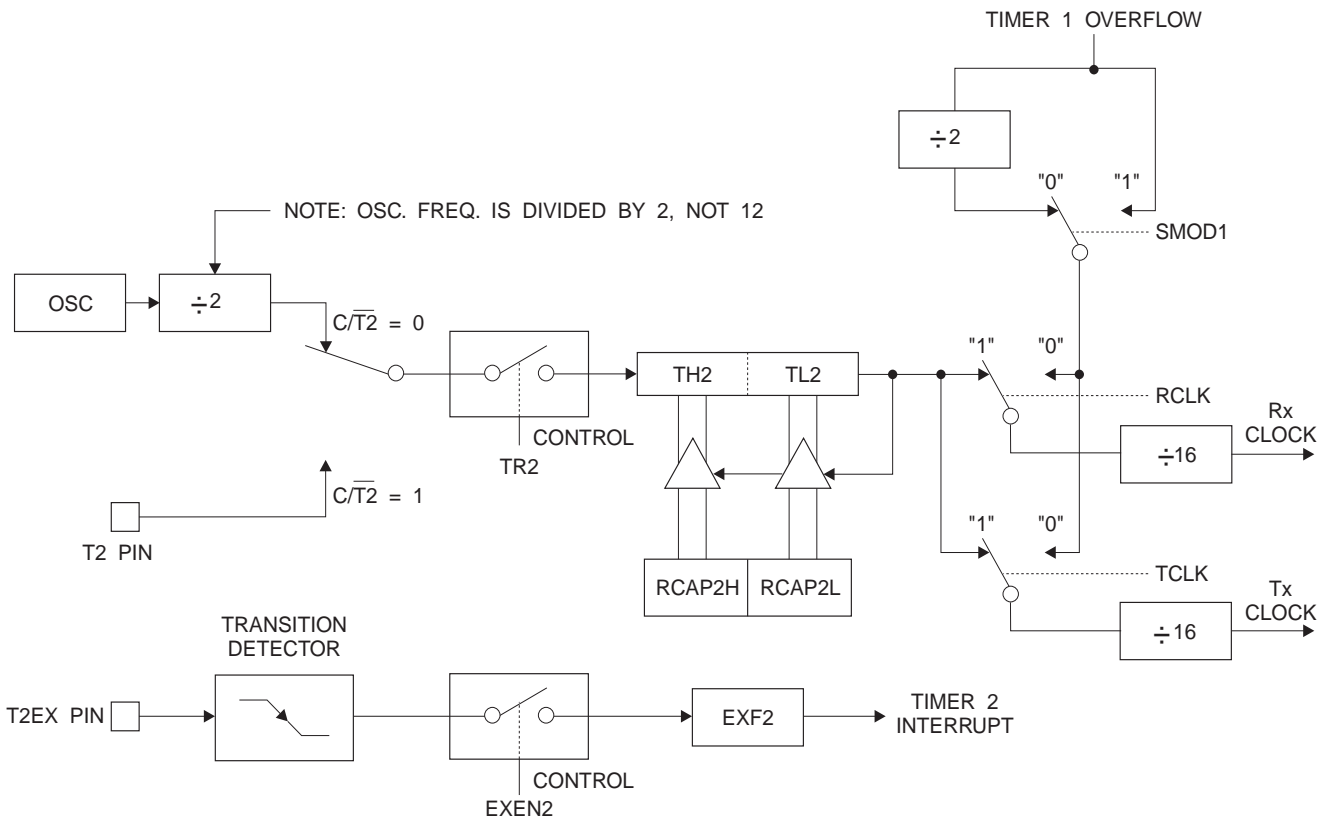 TIMER 1 OVERFLOW
÷2
"0" "1"
NOTE: OSC. FREQ. IS DIVIDED BY 2, NOT 12
SMOD1
OSC
÷2
C/T̅2̅ = 0
"1" "0"
TH2 TL2
RCLK
Rx
CLOCK
CONTROL
TR2
÷16
C/T̅2̅ = 1
"1" "0"
T2 PIN
TCLK
RCAP2H RCAP2L
Tx
CLOCK
TRANSITION
DETECTOR
÷16
T2EX PIN
EXF2
TIMER 2
INTERRUPT
CONTROL
EXEN2